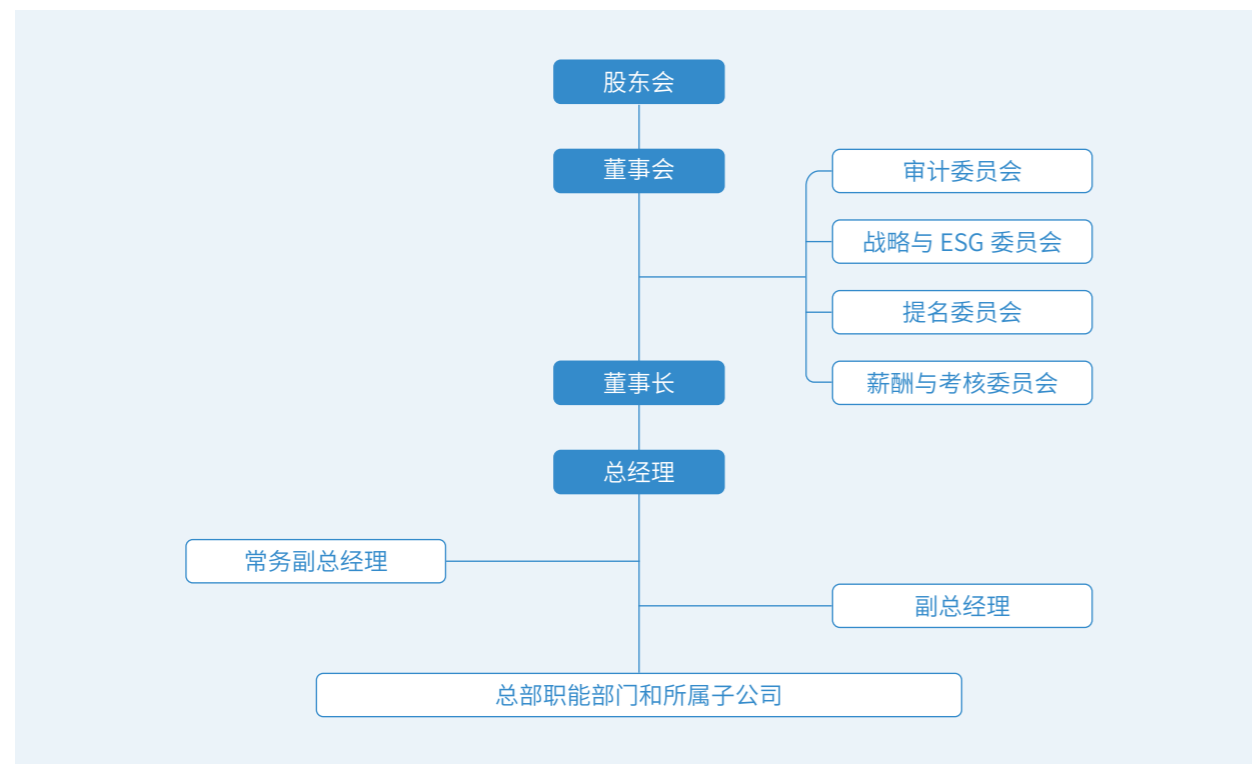 股东会
董事会
审计委员会
战略与 ESG 委员会
提名委员会
薪酬与考核委员会
董事长
总经理
常务副总经理
副总经理
总部职能部门和所属子公司